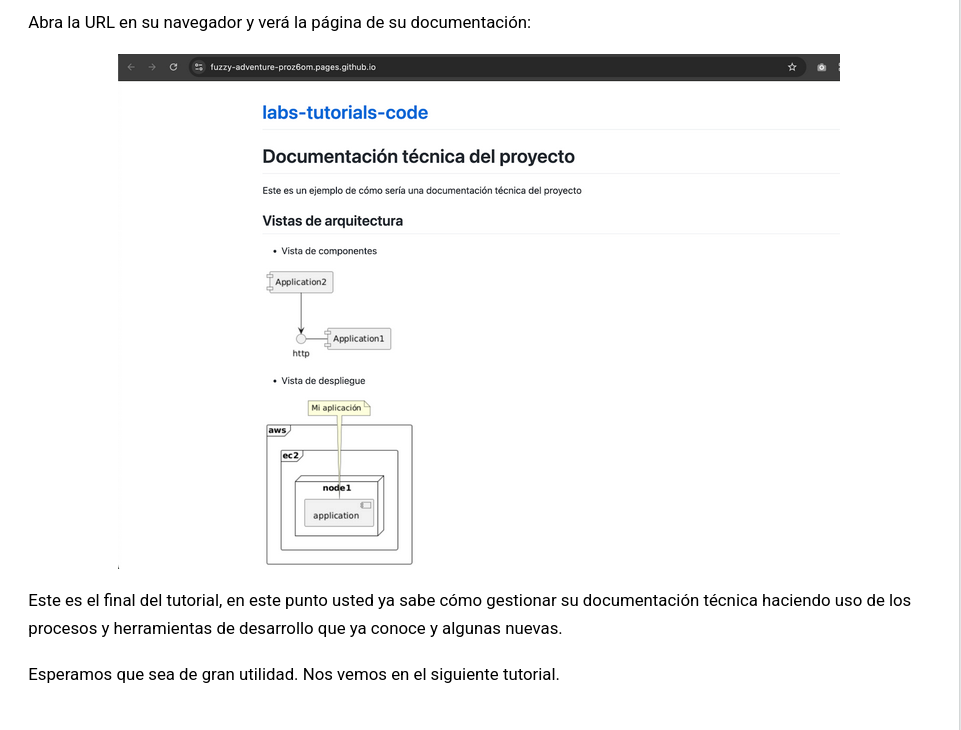 Abra la URL en su navegador y verá la página de su documentación:
fuzzy-adventure-proz6om.pages.github.io
labs-tutorials-code
Documentación técnica del proyecto
Este es un ejemplo de cómo sería una documentación técnica del proyecto
Vistas de arquitectura
• Vista de componentes
Application2
Application1
http
• Vista de despliegue
Mi aplicación
aws
ec2
node1
application
Este es el final del tutorial, en este punto usted ya sabe cómo gestionar su documentación técnica haciendo uso de los
procesos y herramientas de desarrollo que ya conoce y algunas nuevas.
Esperamos que sea de gran utilidad. Nos vemos en el siguiente tutorial.